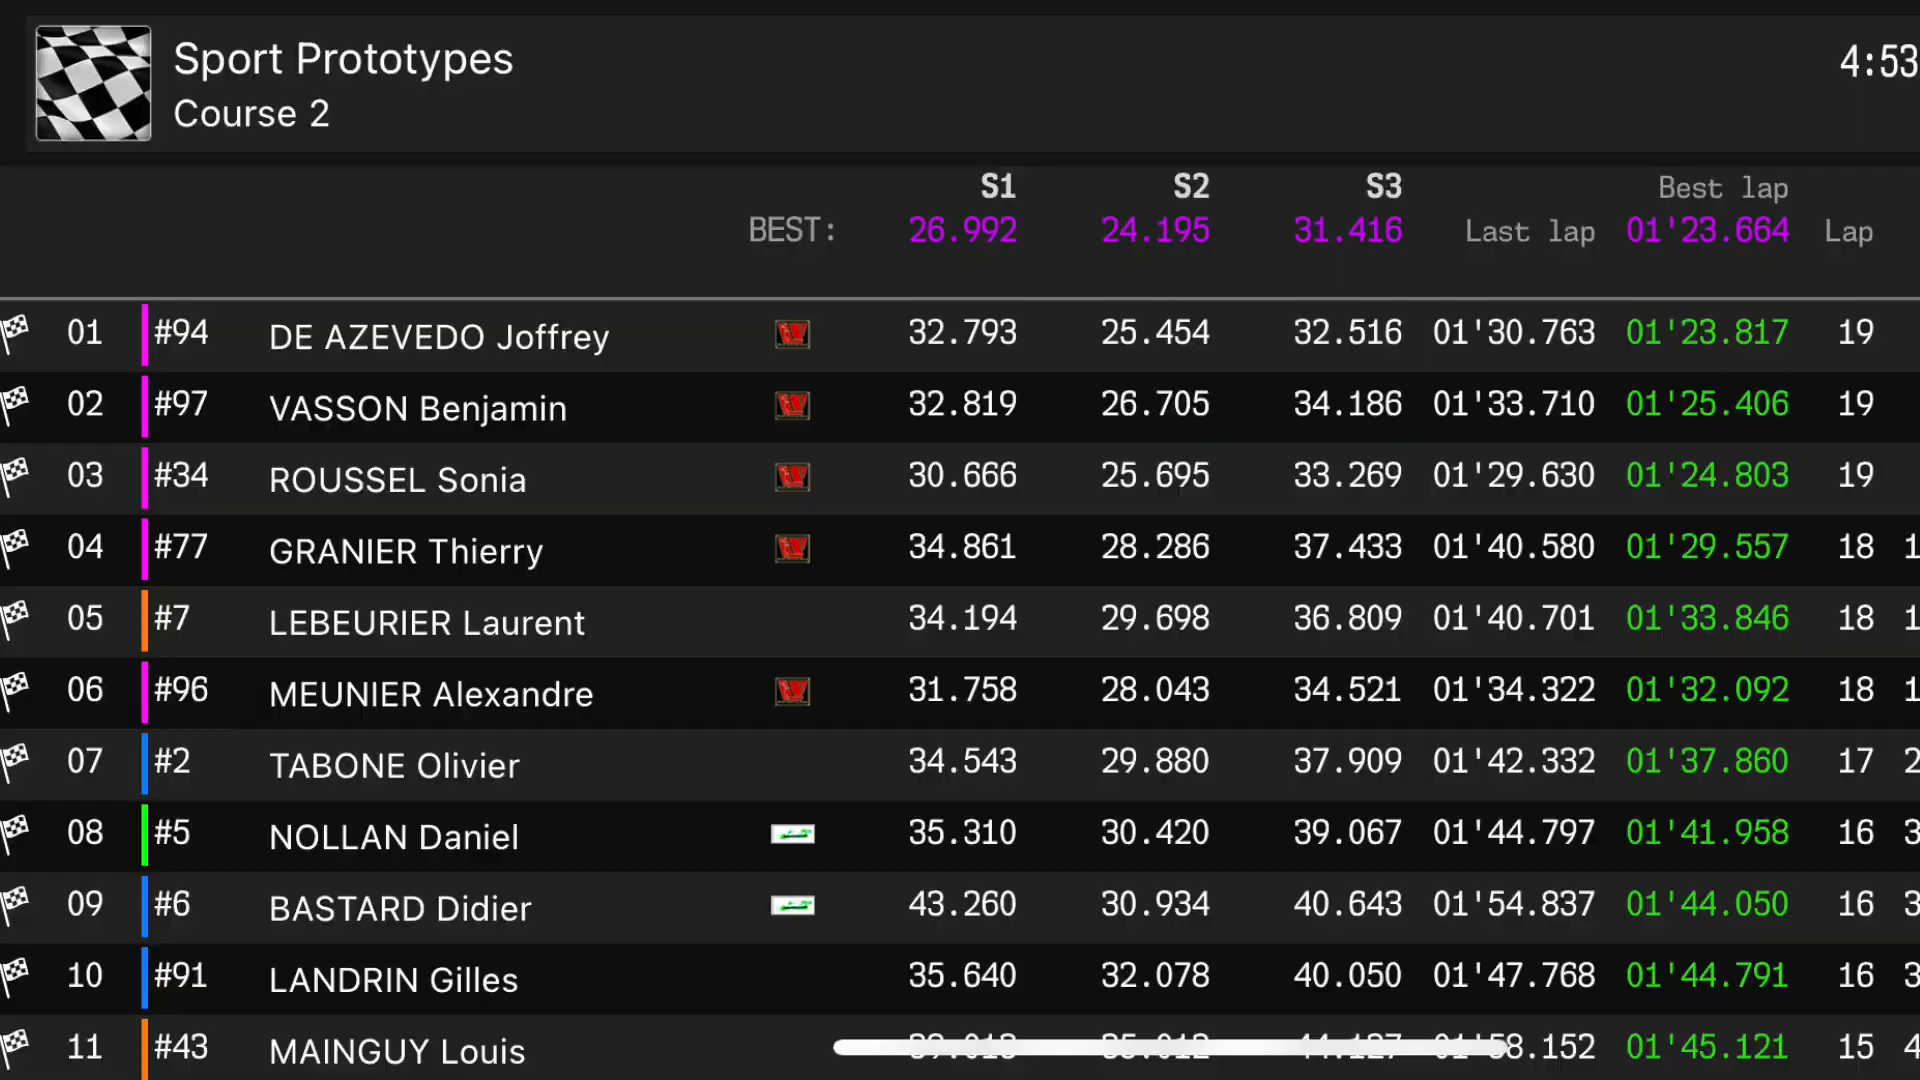 Sport Prototypes
4:53
Course 2
S1 S2 S3 Best lap
BEST: 26.992 24.195 31.416 Last lap 01'23.664 Lap
01 #94 DE AZEVEDO Joffrey 32.793 25.454 32.516 01'30.763 01'23.817 19
02 #97 VASSON Benjamin 32.819 26.705 34.186 01'33.710 01'25.406 19
03 #34 ROUSSEL Sonia 30.666 25.695 33.269 01'29.630 01'24.803 19
04 #77 GRANIER Thierry 34.861 28.286 37.433 01'40.580 01'29.557 18 1
05 #7 LEBEURIER Laurent 34.194 29.698 36.809 01'40.701 01'33.846 18 1
06 #96 MEUNIER Alexandre 31.758 28.043 34.521 01'34.322 01'32.092 18 1
07 #2 TABONE Olivier 34.543 29.880 37.909 01'42.332 01'37.860 17 2
08 #5 NOLLAN Daniel 35.310 30.420 39.067 01'44.797 01'41.958 16 3
09 #6 BASTARD Didier 43.260 30.934 40.643 01'54.837 01'44.050 16 3
10 #91 LANDRIN Gilles 35.640 32.078 40.050 01'47.768 01'44.791 16 3
11 #43 MAINGUY Louis 01'45.121 15 4